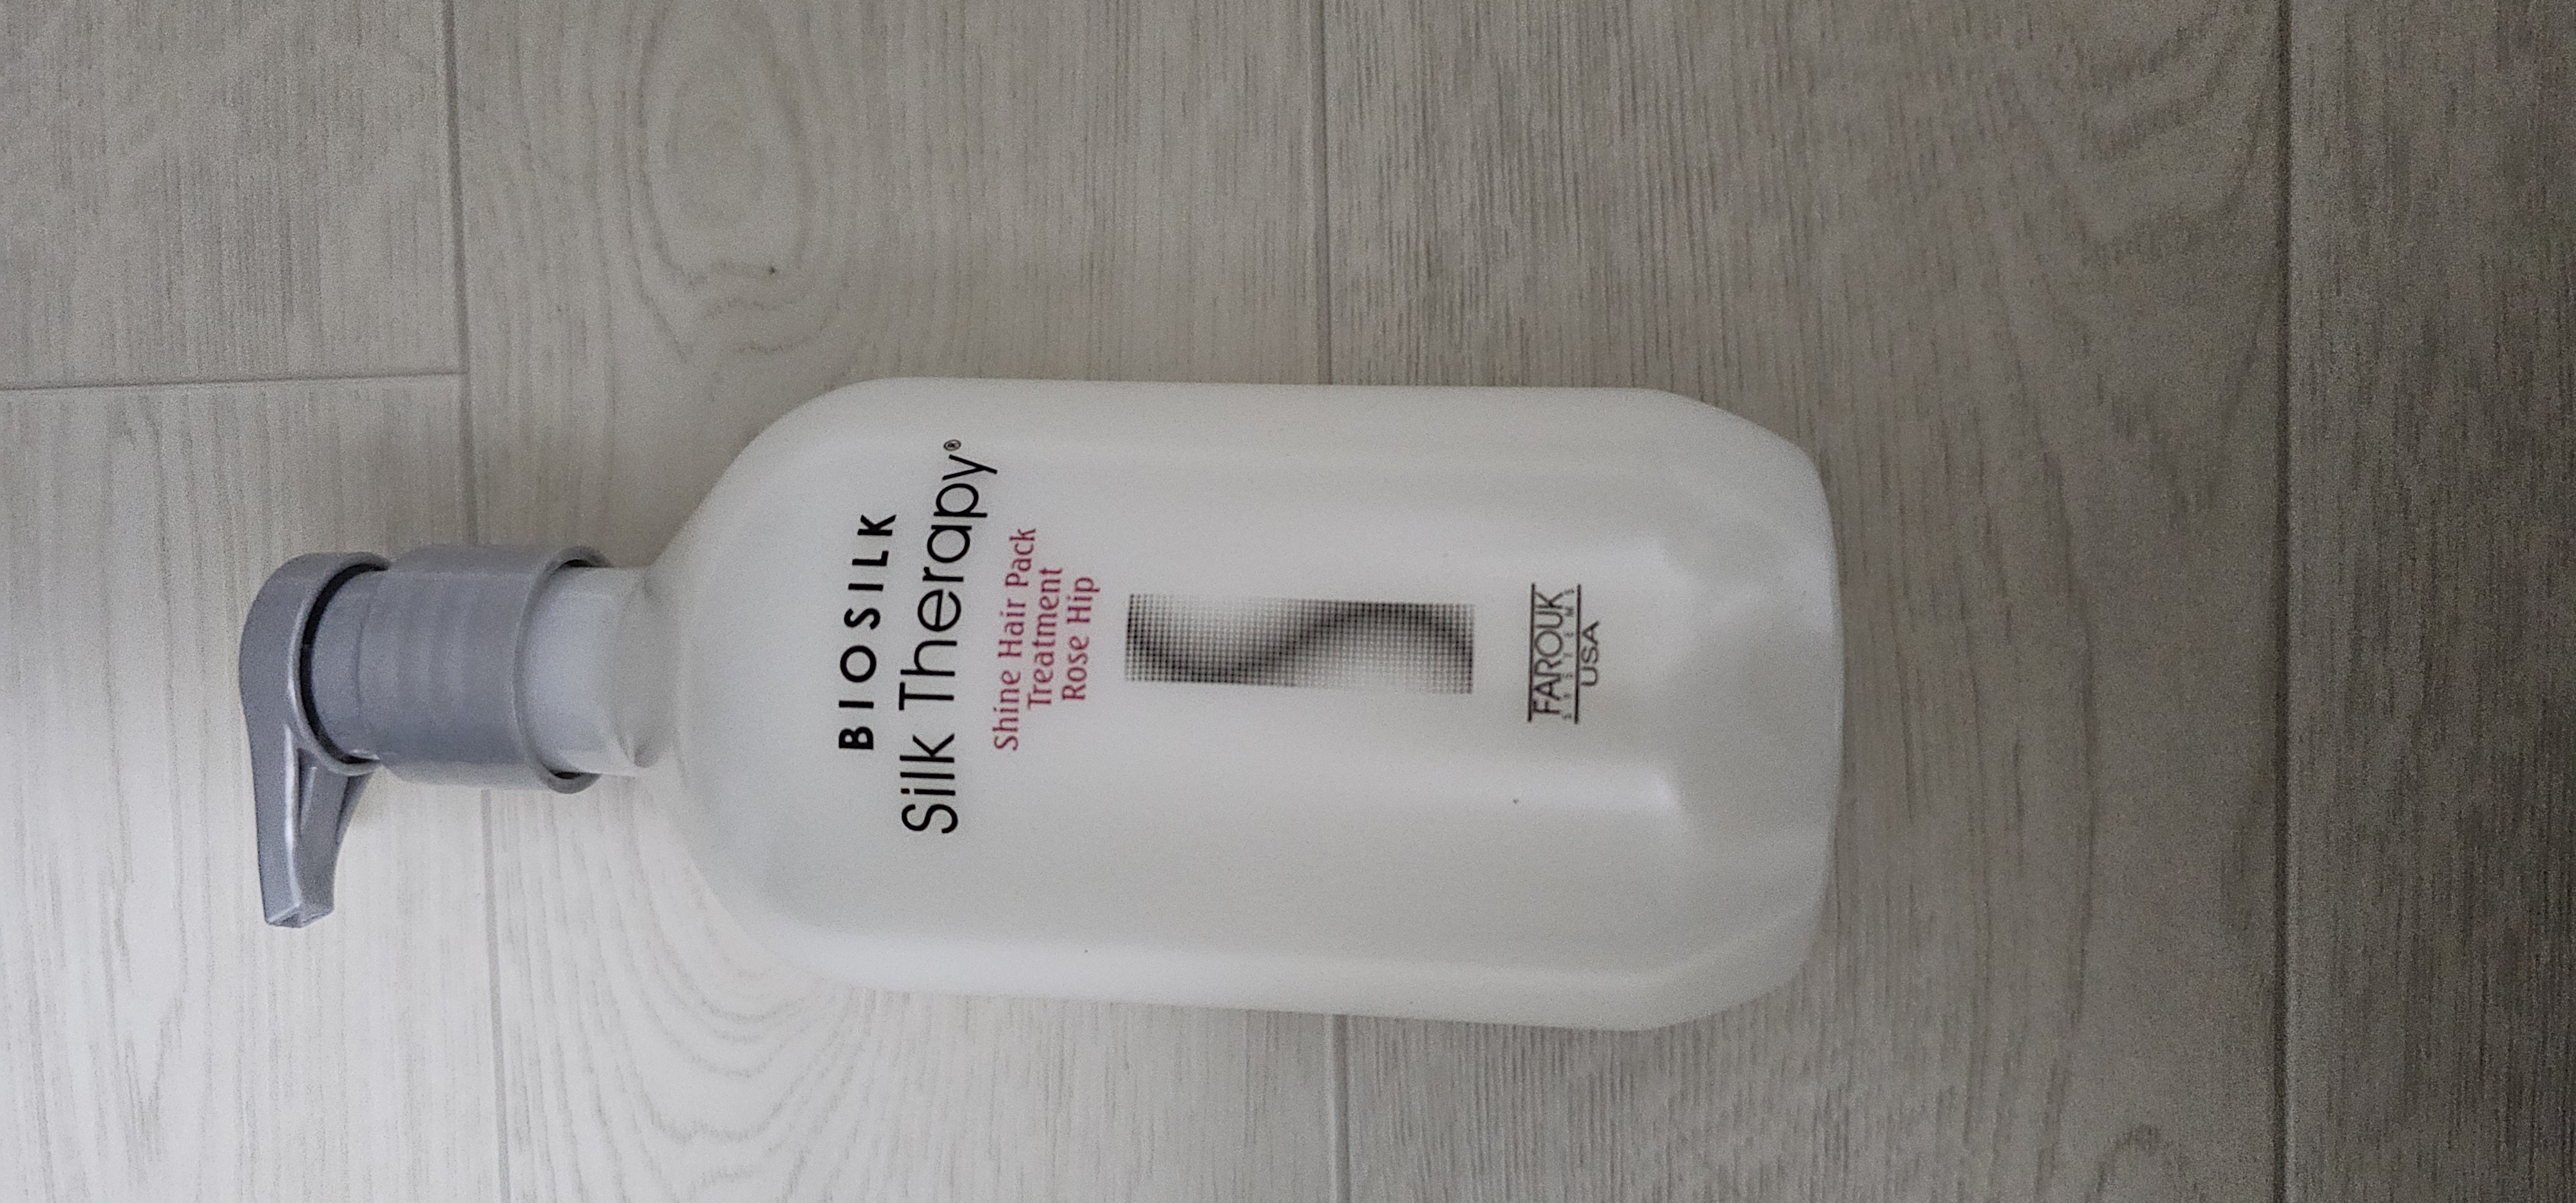 BIOSILK
Silk Therapy®
Shine Hair Pack
Treatment
Rose Hip
FAROUK
SYSTEMS
USA